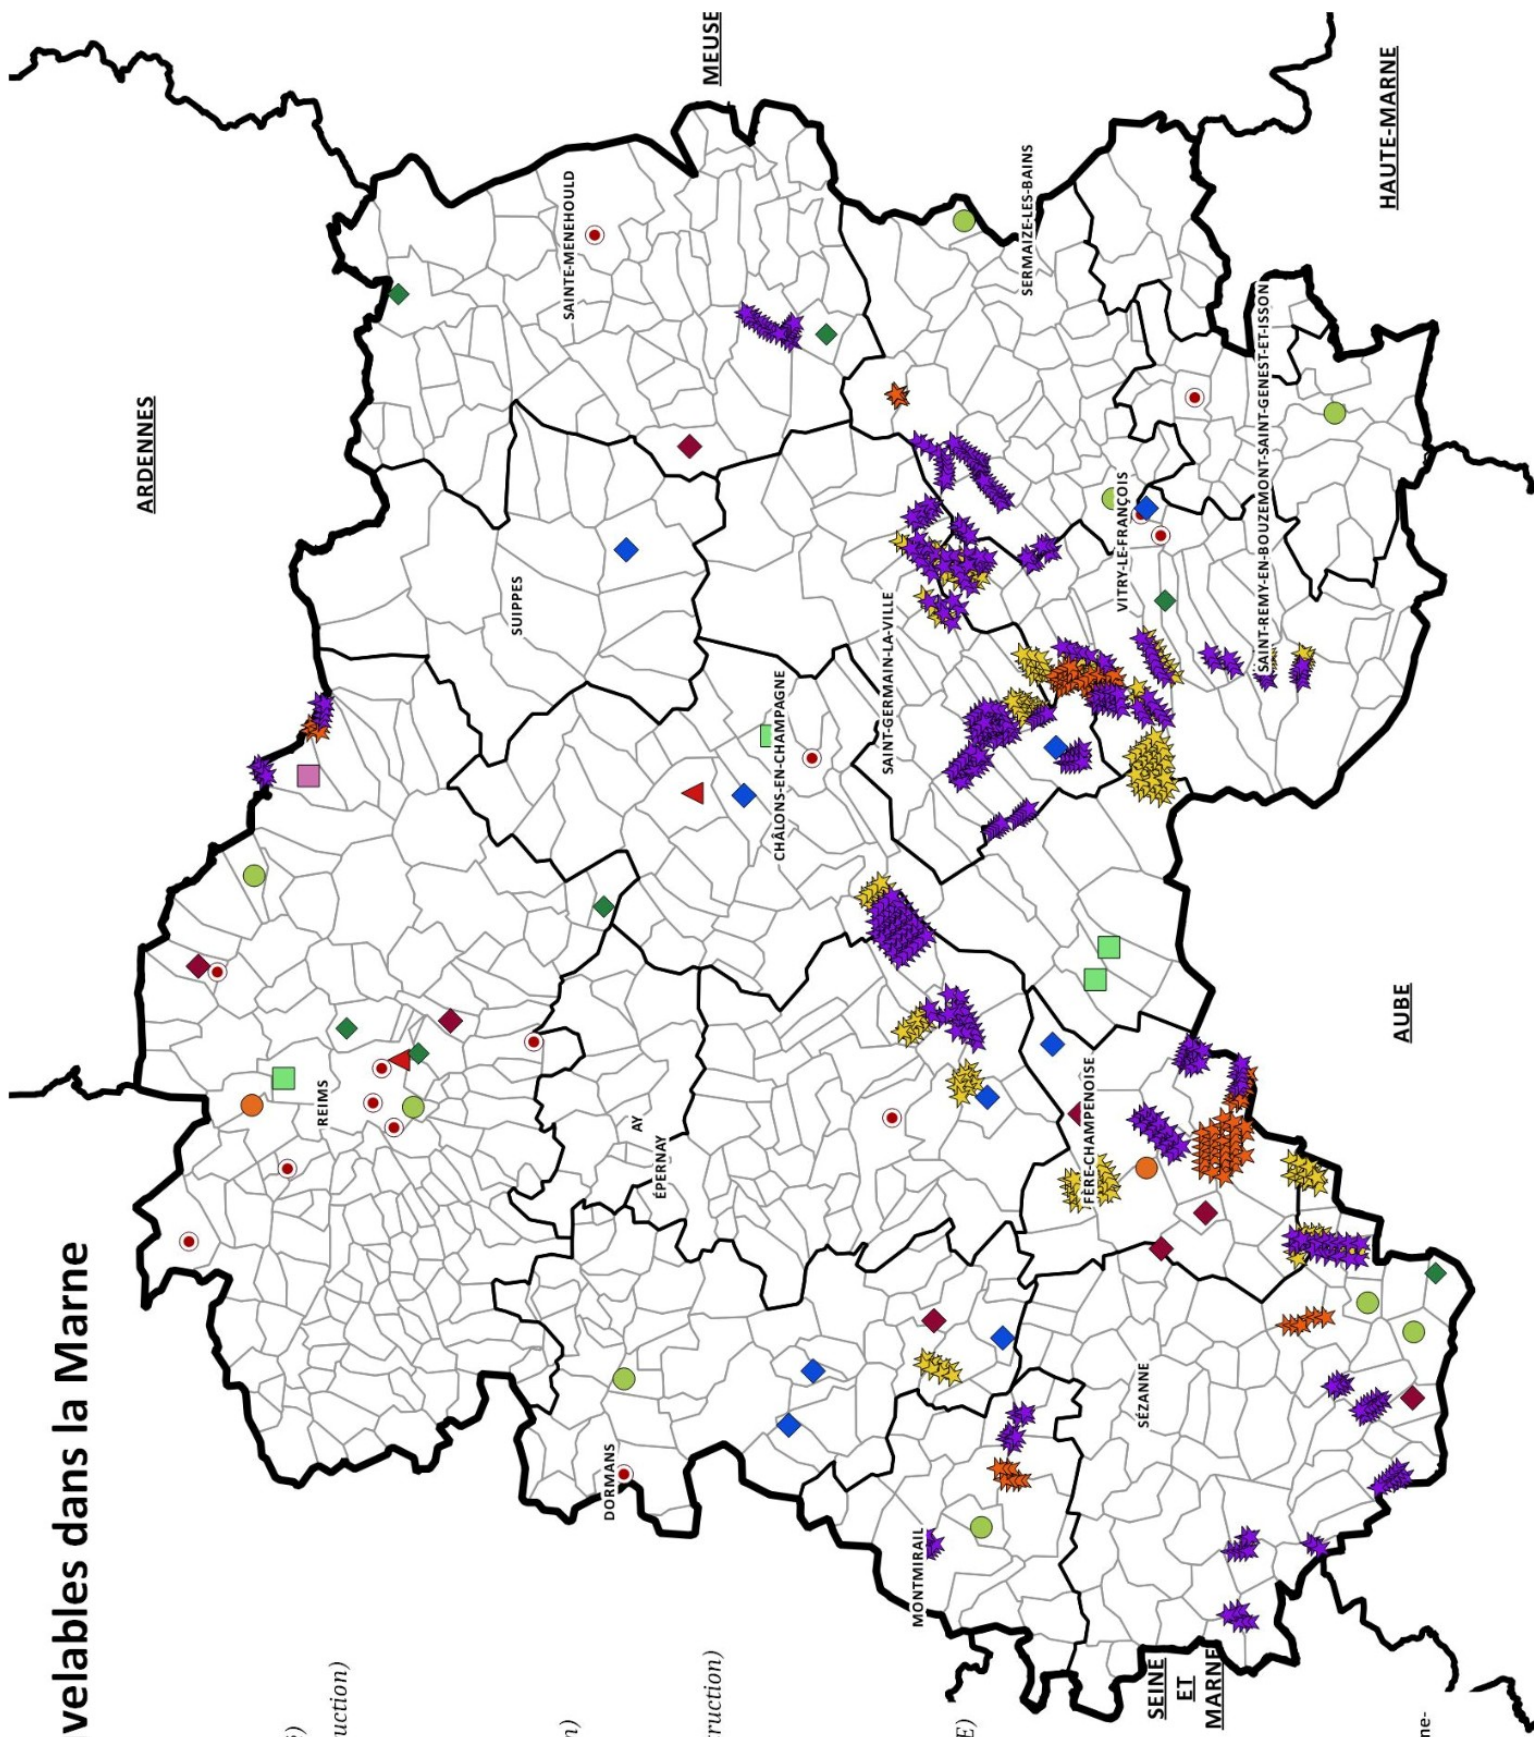 velables dans la Marne
ARDENNES
MEUSE
HAUTE-MARNE
AUBE
SEINE
ET
MARNE
SAINTE-MENEHOULD
SUIPPES
SERMAIZE-LES-BAINS
VITRY-LE-FRANÇOIS
SAINT-REMY-EN-BOUZEMONT-SAINT-GENEST-ET-ISSON
SAINT-GERMAIN-LA-VILLE
CHÂLONS-EN-CHAMPAGNE
REIMS
AY
ÉPERNAY
FÈRE-CHAMPENOISE
SÉZANNE
DORMANS
MONTMIRAIL
uction)
n)
ruction)
E)
ne-